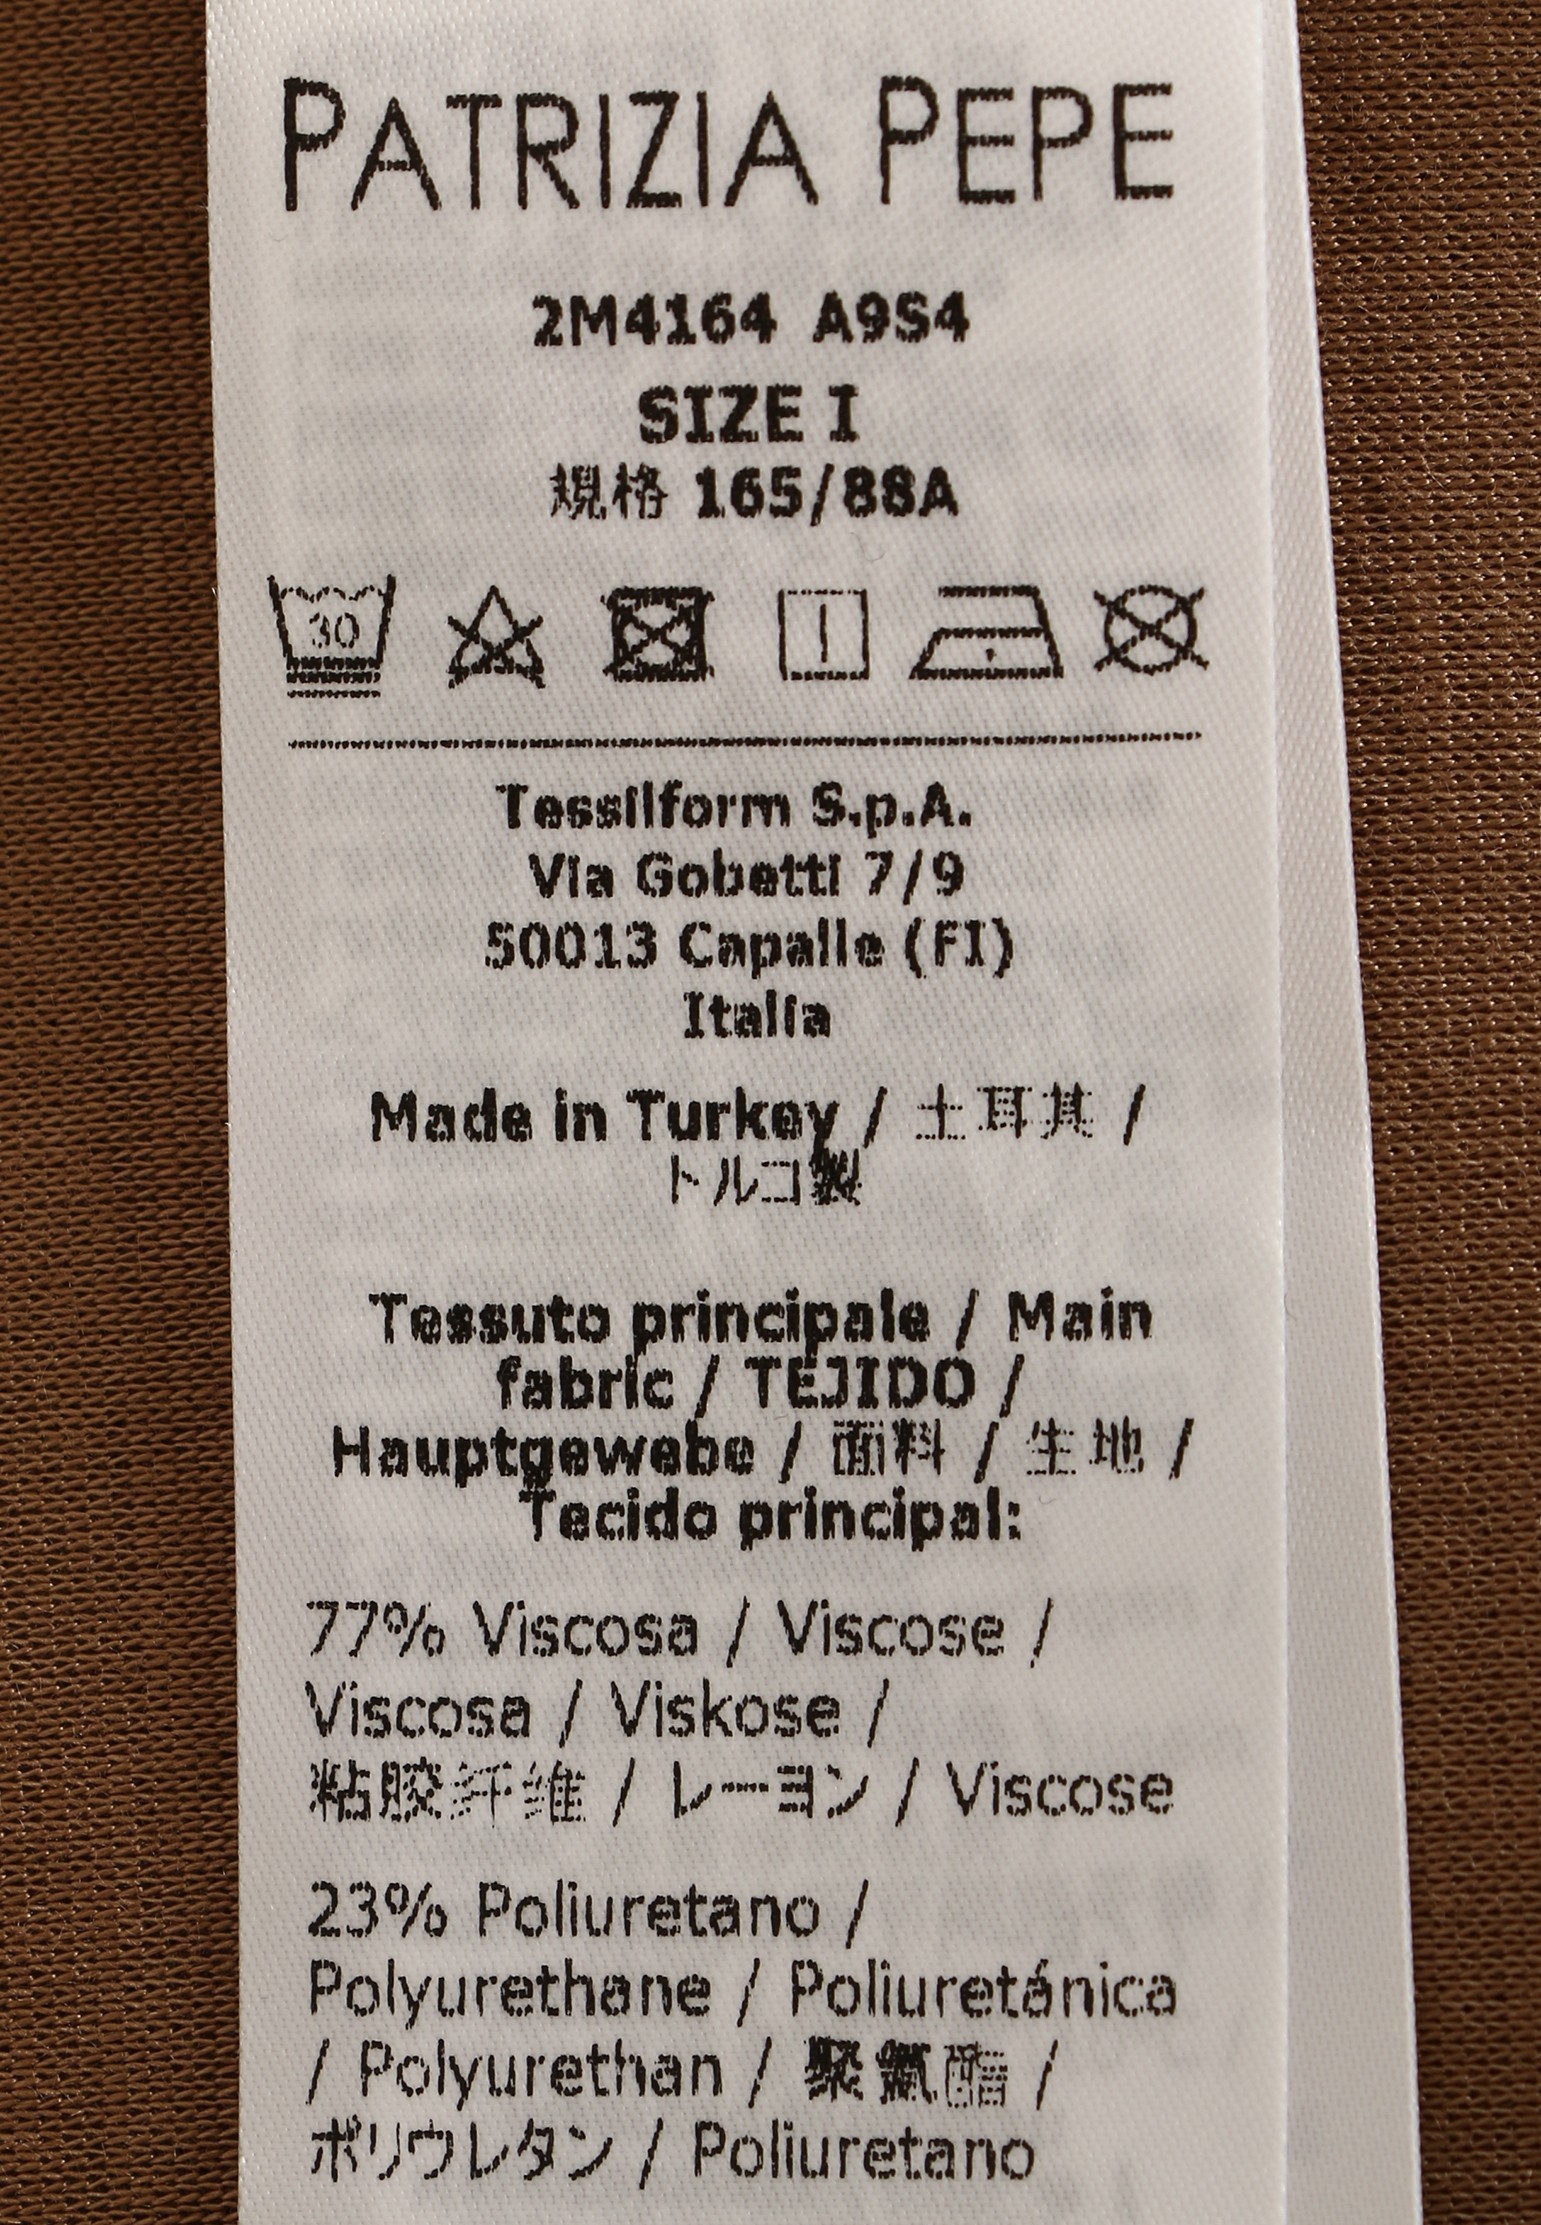 PATRIZIA PEPE
2M4164 A9S4
SIZE I
規格 165/88A
30
Tessilform S.p.A.
Via Gobetti 7/9
50013 Capalle (FI)
Italia
Made in Turkey / 土耳其 /
トルコ製
Tessuto principale / Main
fabric / TEJIDO /
Hauptgewebe / 面料 / 生地 /
Tecido principal:
77% Viscosa / Viscose /
Viscosa / Viskose /
粘胶纤维 / レーヨン / Viscose
23% Poliuretano /
Polyurethane / Poliuretánica
/ Polyurethan / 聚氨酯 /
ポリウレタン / Poliuretano